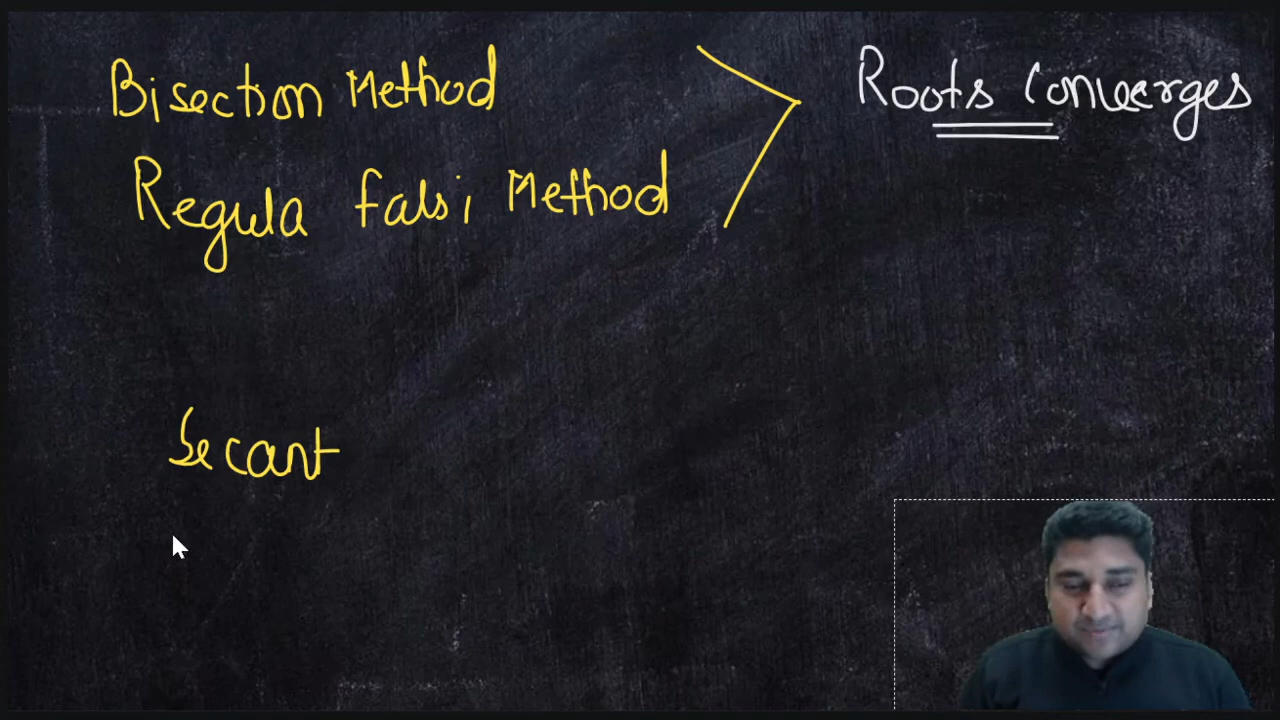 Bisection Method
Roots Converges
Regula falsi Method
Secant